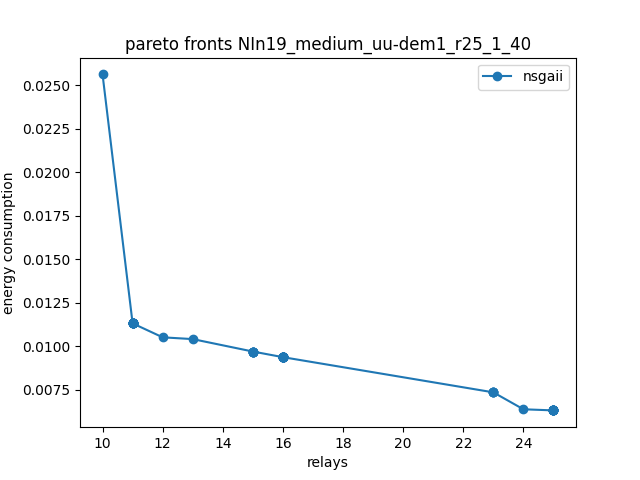 pareto fronts NIn19_medium_uu-dem1_r25_1_40
nsgaii
energy consumption
0.0250
0.0225
0.0200
0.0175
0.0150
0.0125
0.0100
0.0075
10 12 14 16 18 20 22 24
relays